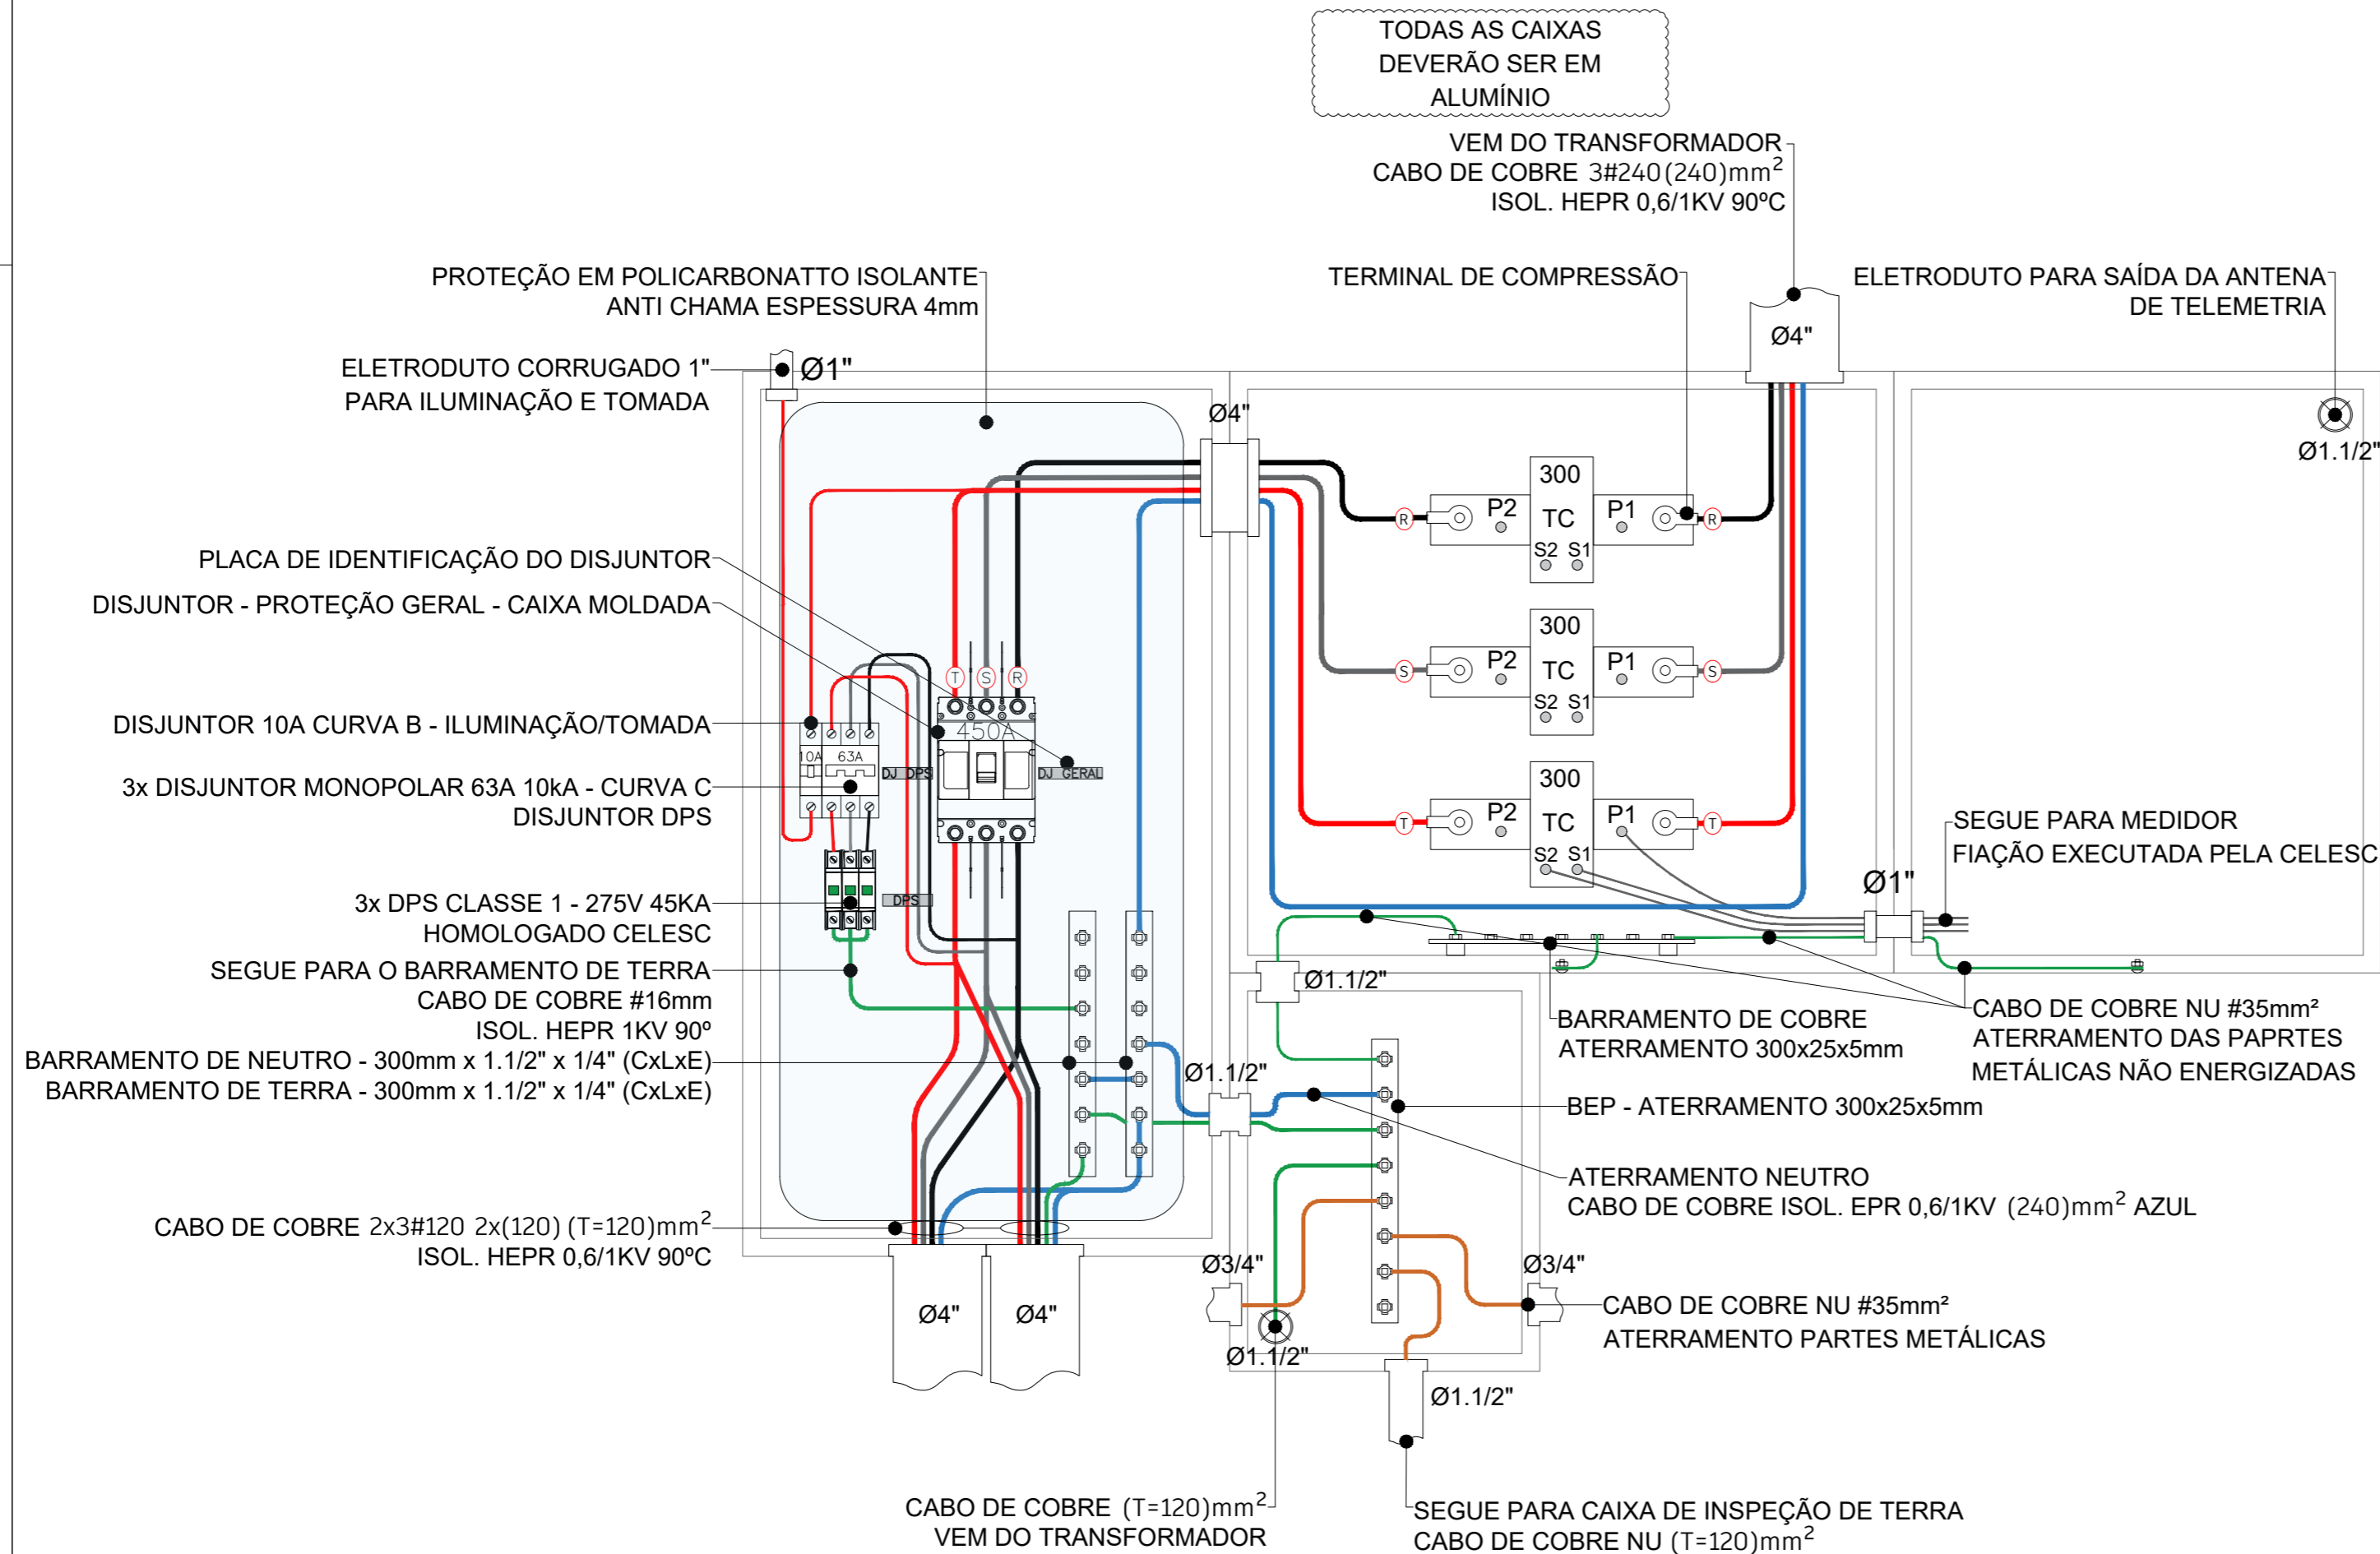 TODAS AS CAIXAS
DEVERÃO SER EM
ALUMÍNIO
VEM DO TRANSFORMADOR
CABO DE COBRE 3#240(240)mm²
ISOL. HEPR 0,6/1KV 90ºC
PROTEÇÃO EM POLICARBONATTO ISOLANTE
ANTI CHAMA ESPESSURA 4mm
TERMINAL DE COMPRESSÃO
ELETRODUTO PARA SAÍDA DA ANTENA
DE TELEMETRIA
Ø4"
ELETRODUTO CORRUGADO 1"
PARA ILUMINAÇÃO E TOMADA
Ø1"
Ø4"
Ø1.1/2"
300
R P2 TC P1 R
S2 S1
PLACA DE IDENTIFICAÇÃO DO DISJUNTOR
DISJUNTOR - PROTEÇÃO GERAL - CAIXA MOLDADA
300
S P2 TC P1 S
S2 S1
T S R
DISJUNTOR 10A CURVA B - ILUMINAÇÃO/TOMADA
450A
10A 63A
DJ DPS
DJ GERAL
3x DISJUNTOR MONOPOLAR 63A 10kA - CURVA C
DISJUNTOR DPS
300
T P2 TC P1 T
S2 S1
SEGUE PARA MEDIDOR
FIAÇÃO EXECUTADA PELA CELESC
Ø1"
3x DPS CLASSE 1 - 275V 45KA
HOMOLOGADO CELESC
DPS
SEGUE PARA O BARRAMENTO DE TERRA
CABO DE COBRE #16mm
ISOL. HEPR 1KV 90º
Ø1.1/2"
BARRAMENTO DE COBRE
ATERRAMENTO 300x25x5mm
CABO DE COBRE NU #35mm²
ATERRAMENTO DAS PAPRTES
METÁLICAS NÃO ENERGIZADAS
BARRAMENTO DE NEUTRO - 300mm x 1.1/2" x 1/4" (CxLxE)
BARRAMENTO DE TERRA - 300mm x 1.1/2" x 1/4" (CxLxE)
Ø1.1/2"
BEP - ATERRAMENTO 300x25x5mm
ATERRAMENTO NEUTRO
CABO DE COBRE ISOL. EPR 0,6/1KV (240)mm² AZUL
CABO DE COBRE 2x3#120 2x(120) (T=120)mm²
ISOL. HEPR 0,6/1KV 90ºC
Ø3/4"
Ø3/4"
Ø4"
Ø4"
CABO DE COBRE NU #35mm²
ATERRAMENTO PARTES METÁLICAS
Ø1.1/2"
Ø1.1/2"
CABO DE COBRE (T=120)mm²
VEM DO TRANSFORMADOR
SEGUE PARA CAIXA DE INSPEÇÃO DE TERRA
CABO DE COBRE NU (T=120)mm²